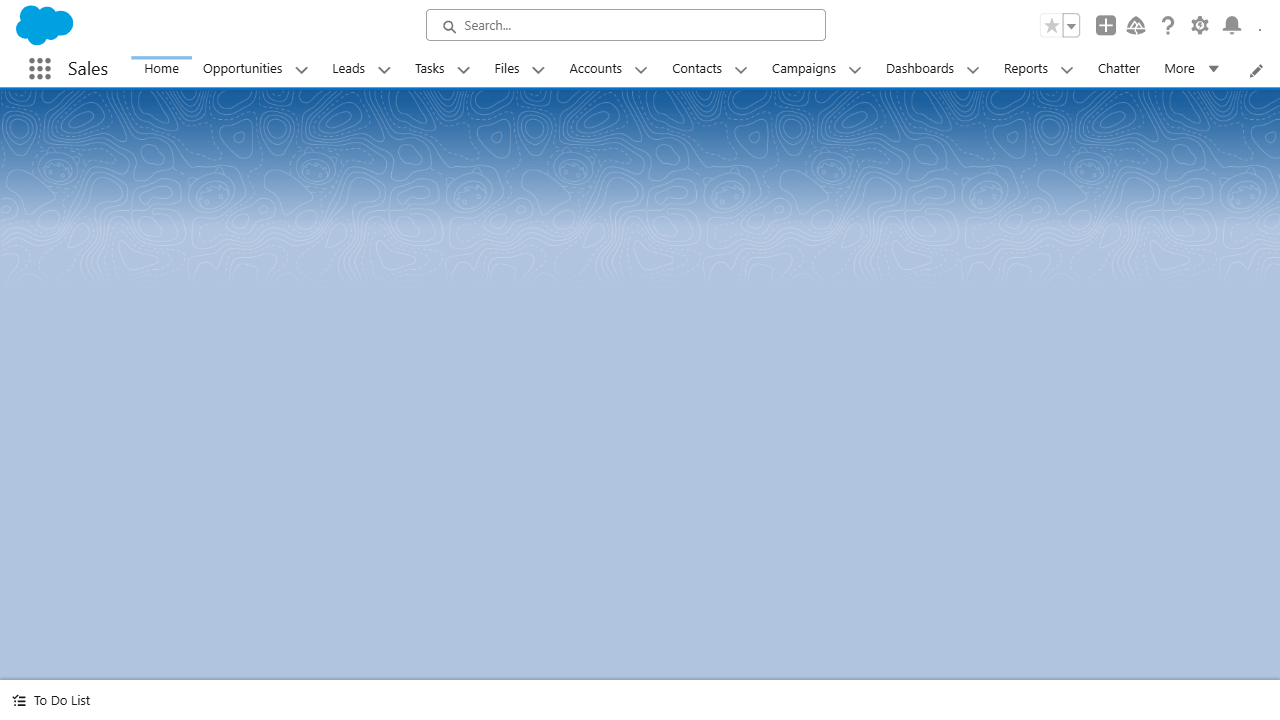 Search...
Sales
Home
Opportunities
Leads
Tasks
Files
Accounts
Contacts
Campaigns
Dashboards
Reports
Chatter
More
To Do List